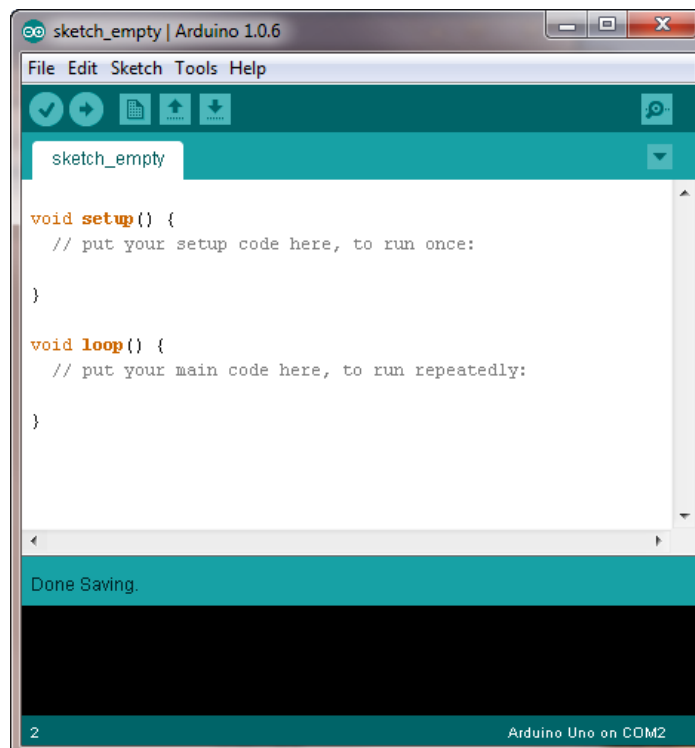 sketch_empty | Arduino 1.0.6
File Edit Sketch Tools Help
sketch_empty
void setup() {
  // put your setup code here, to run once:
}
void loop() {
  // put your main code here, to run repeatedly:
}
Done Saving.
2 Arduino Uno on COM2